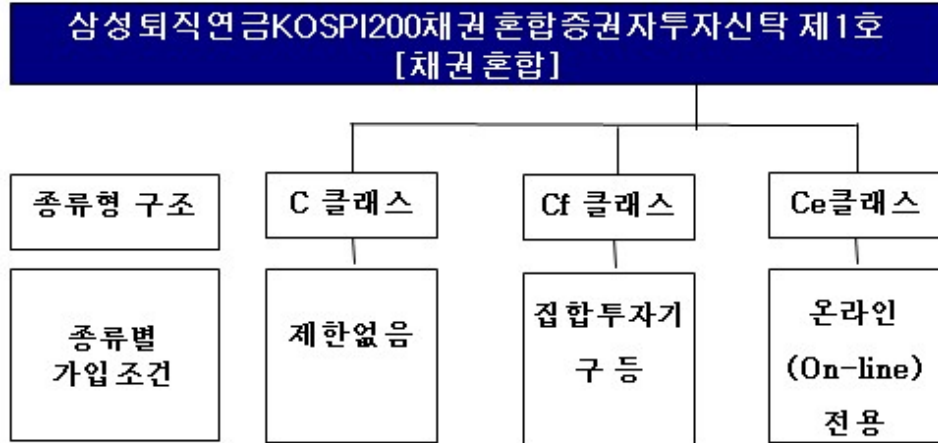 삼성퇴직연금KOSPI200채권혼합증권자투자신탁 제1호
[채권혼합]
종류형 구조
C 클래스
Cf 클래스
Ce클래스
종류별
가입조건
제한없음
집합투자기
구 등
온라인
(On-line)
전용